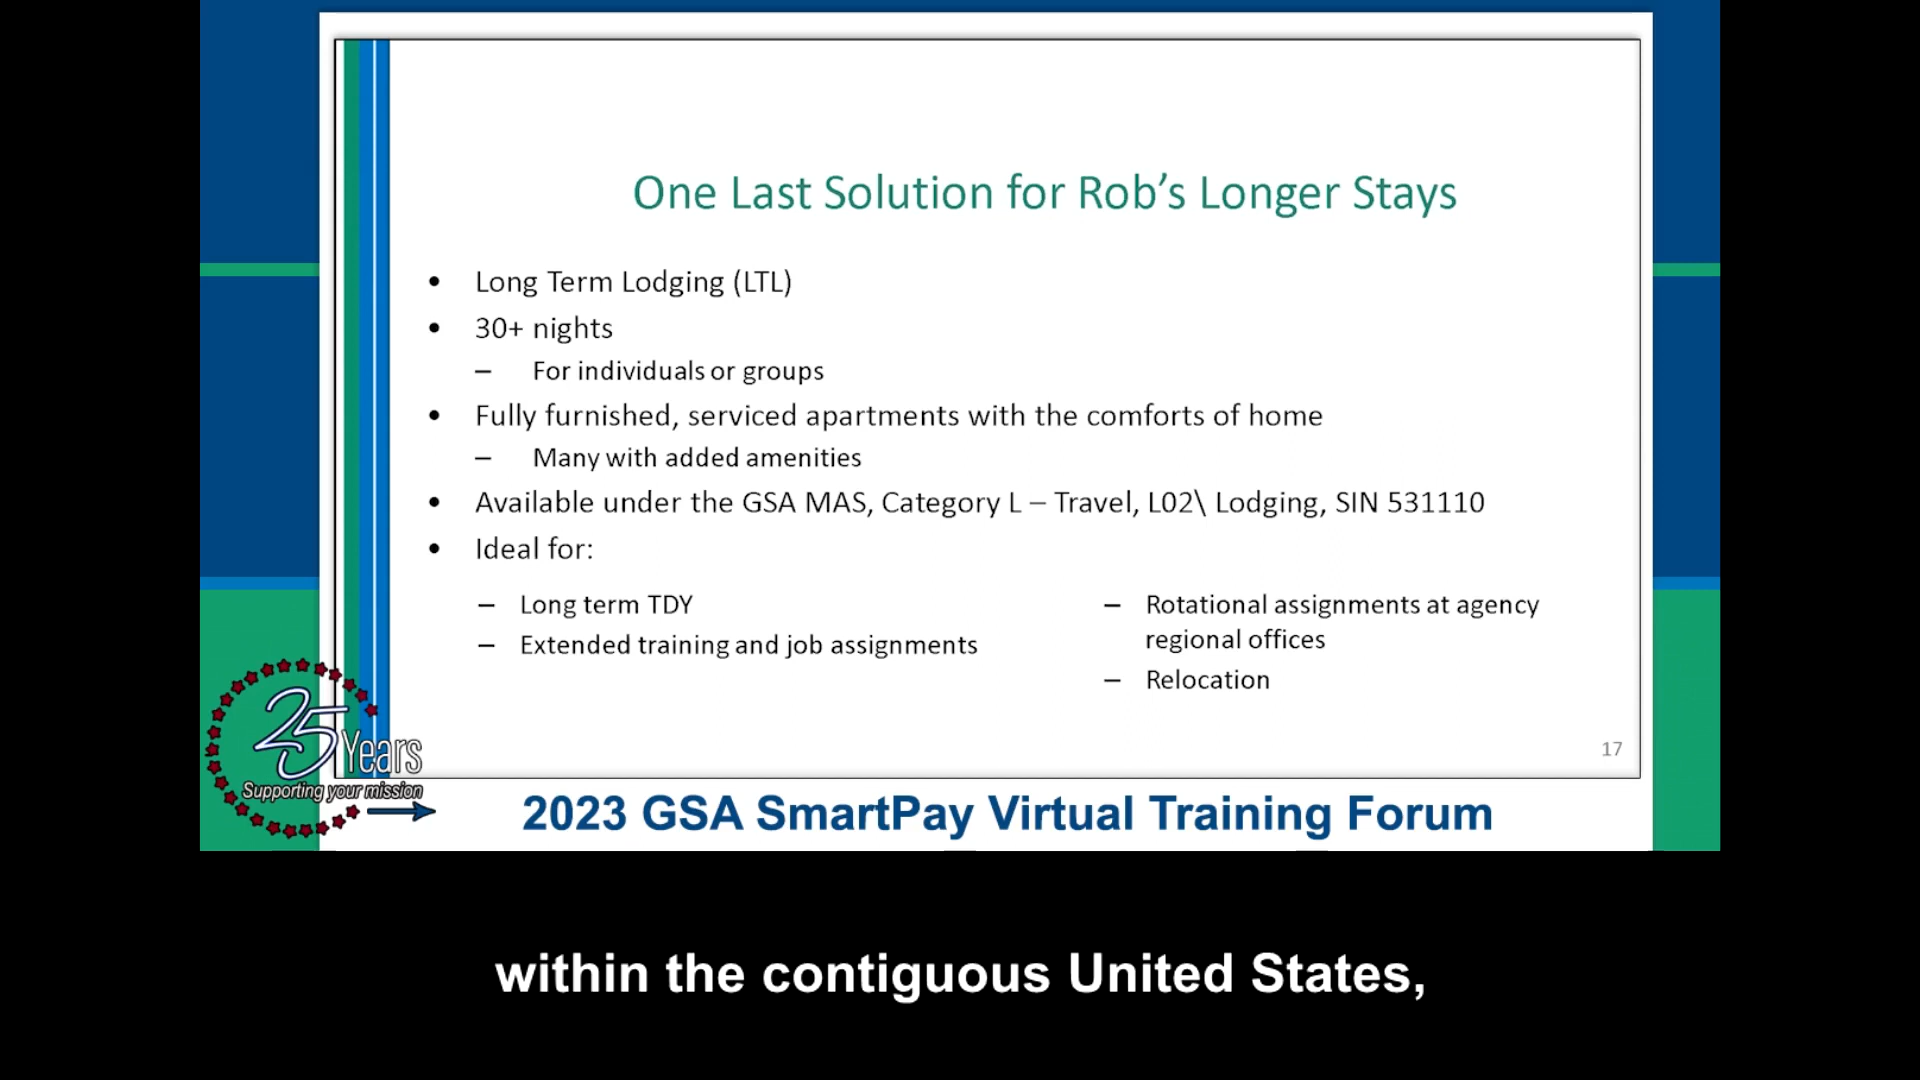 One Last Solution for Rob’s Longer Stays
• Long Term Lodging (LTL)
• 30+ nights
– For individuals or groups
• Fully furnished, serviced apartments with the comforts of home
– Many with added amenities
• Available under the GSA MAS, Category L – Travel, L02\ Lodging, SIN 531110
• Ideal for:
– Long term TDY
– Extended training and job assignments
– Rotational assignments at agency
regional offices
– Relocation
17
25 Years
Supporting your mission
2023 GSA SmartPay Virtual Training Forum
within the contiguous United States,